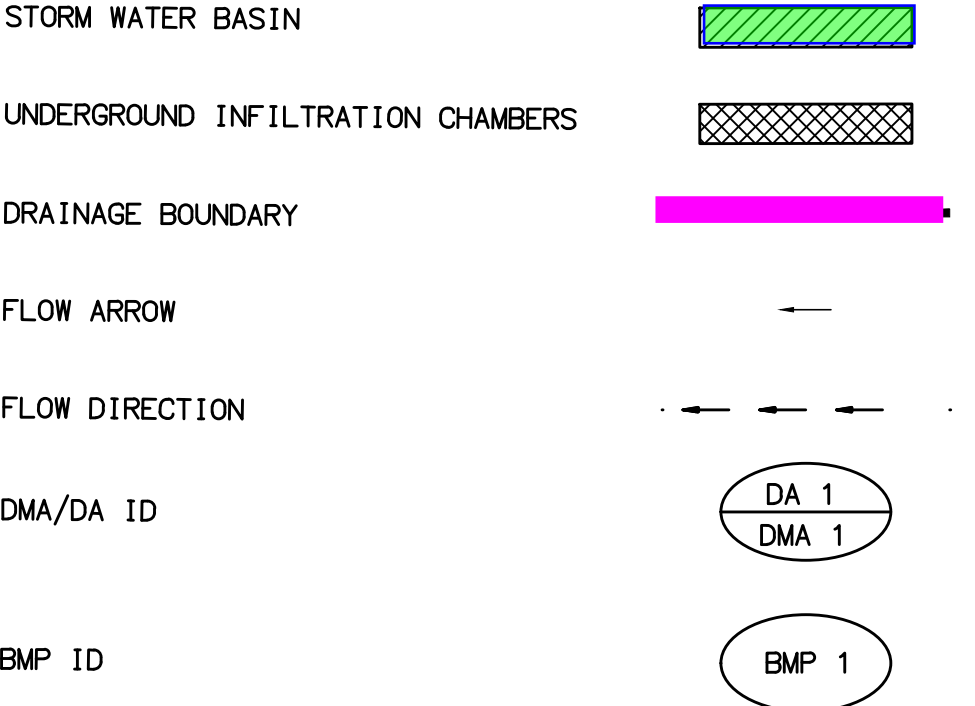 STORM WATER BASIN
UNDERGROUND INFILTRATION CHAMBERS
DRAINAGE BOUNDARY
FLOW ARROW
FLOW DIRECTION
DMA/DA ID
DA 1
DMA 1
BMP ID
BMP 1